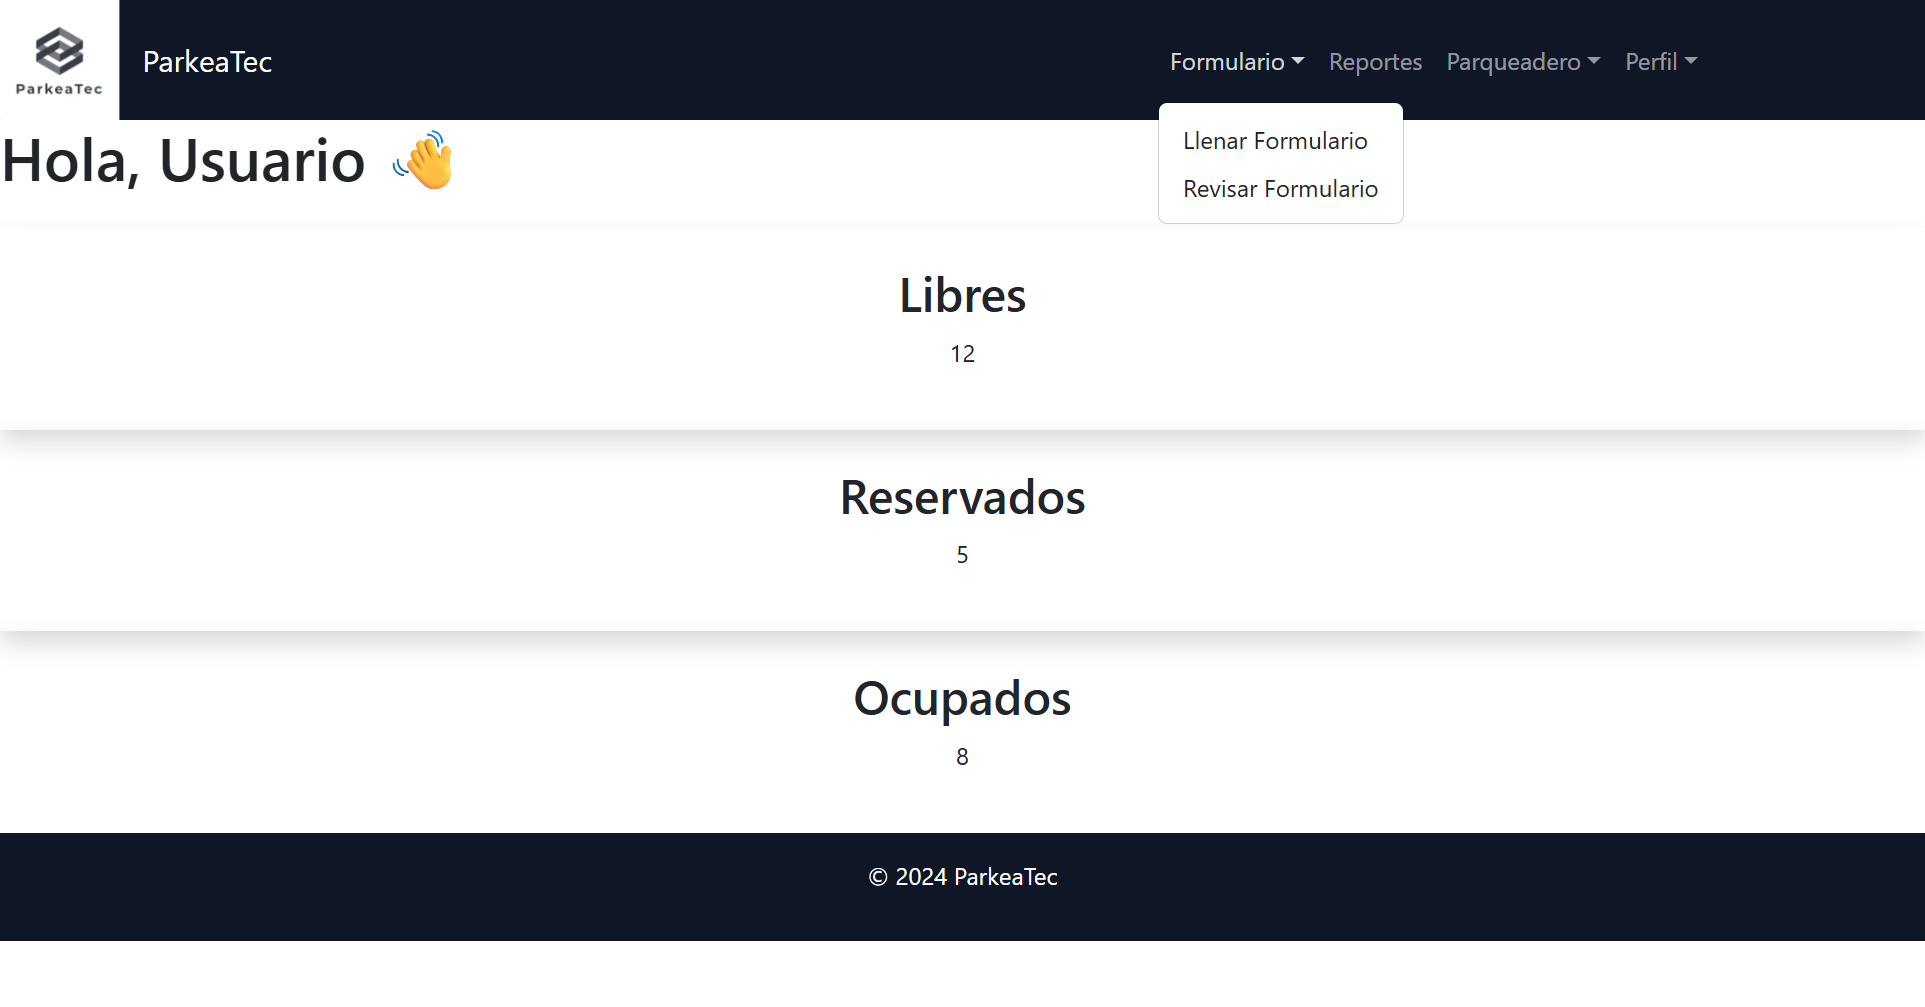 ParkeaTec
ParkeaTec
Formulario Reportes Parqueadero Perfil
Llenar Formulario
Revisar Formulario
Hola, Usuario 👋
Libres
12
Reservados
5
Ocupados
8
© 2024 ParkeaTec